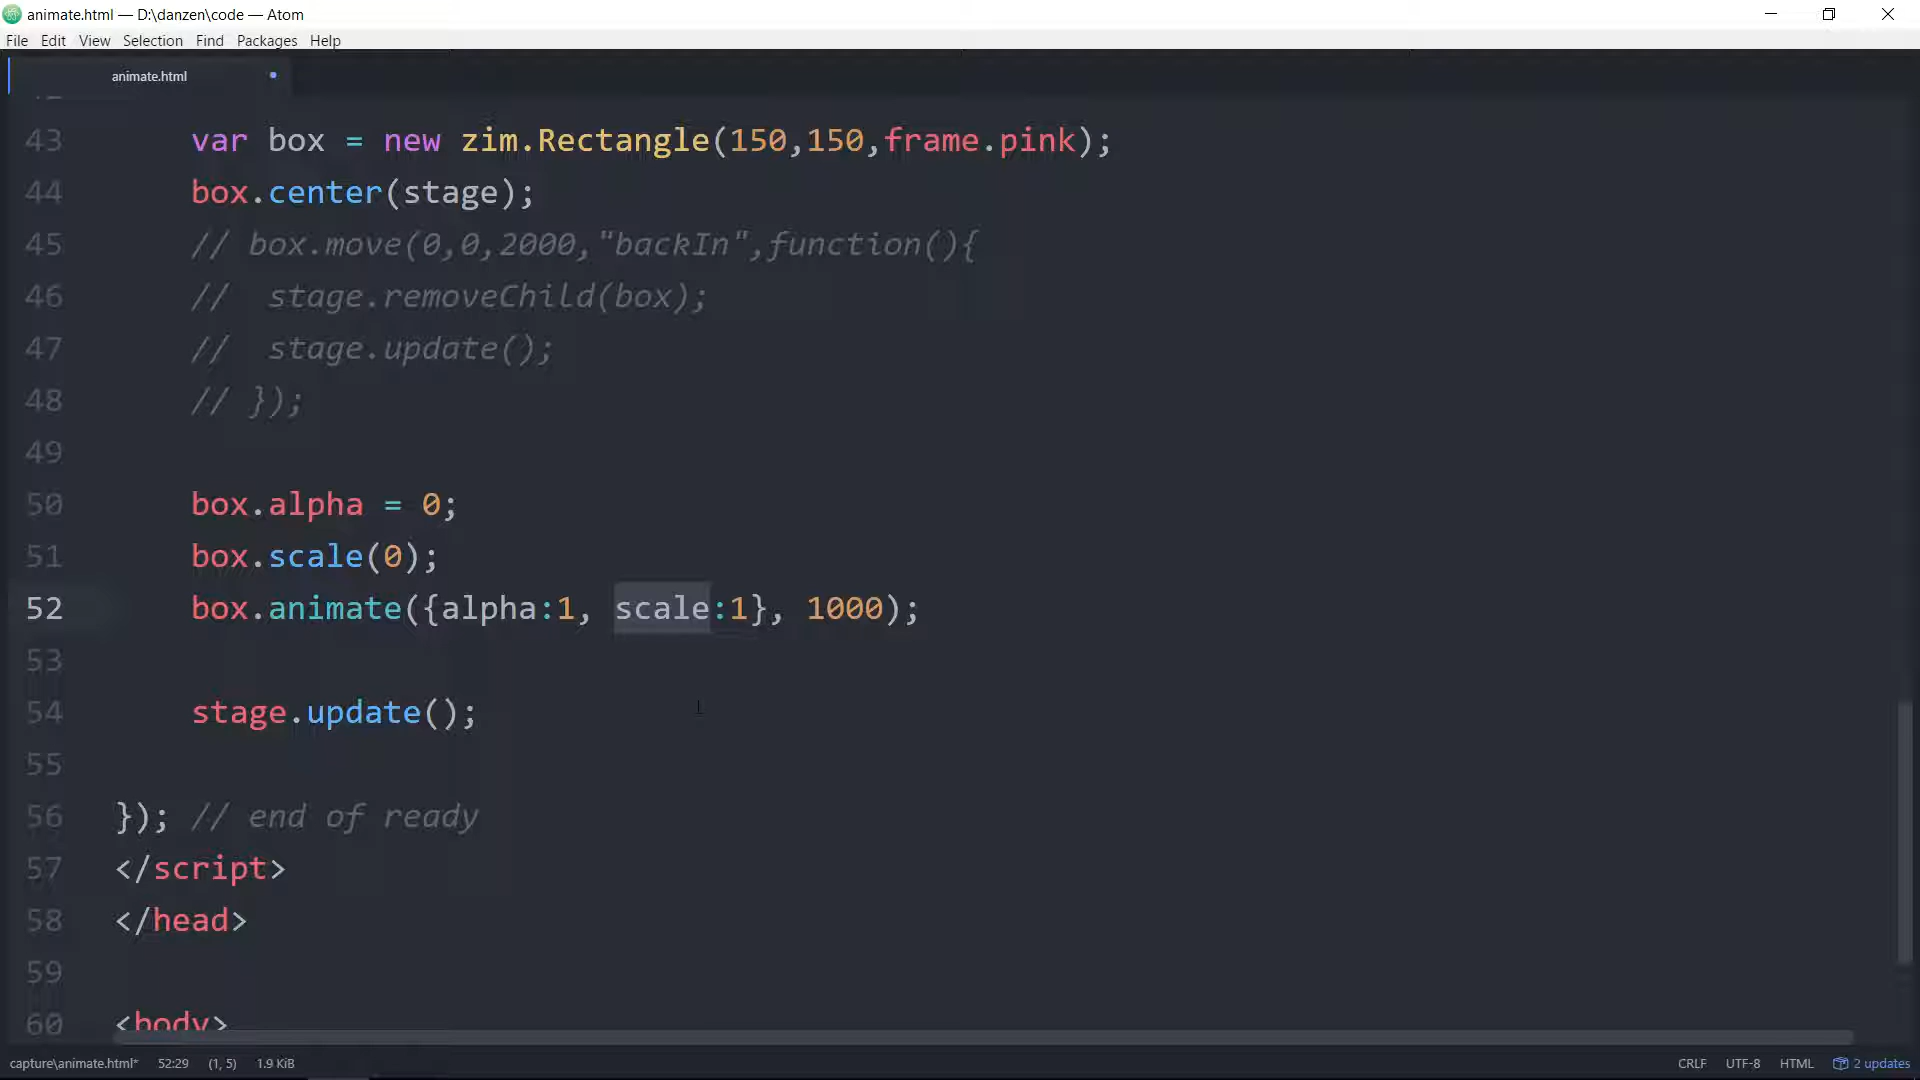 animate.html — D:\danzen\code — Atom
File Edit View Selection Find Packages Help
animate.html
43 var box = new zim.Rectangle(150,150,frame.pink);
44 box.center(stage);
45 // box.move(0,0,2000,"backIn",function(){
46 //  stage.removeChild(box);
47 //  stage.update();
48 // });
49
50 box.alpha = 0;
51 box.scale(0);
52 box.animate({alpha:1, scale:1}, 1000);
53
54 stage.update();
55
56 }); // end of ready
57 </script>
58 </head>
59
60 <body>
capture\animate.html* 52:29 (1, 5) 1.9 KiB CRLF UTF-8 HTML 2 updates